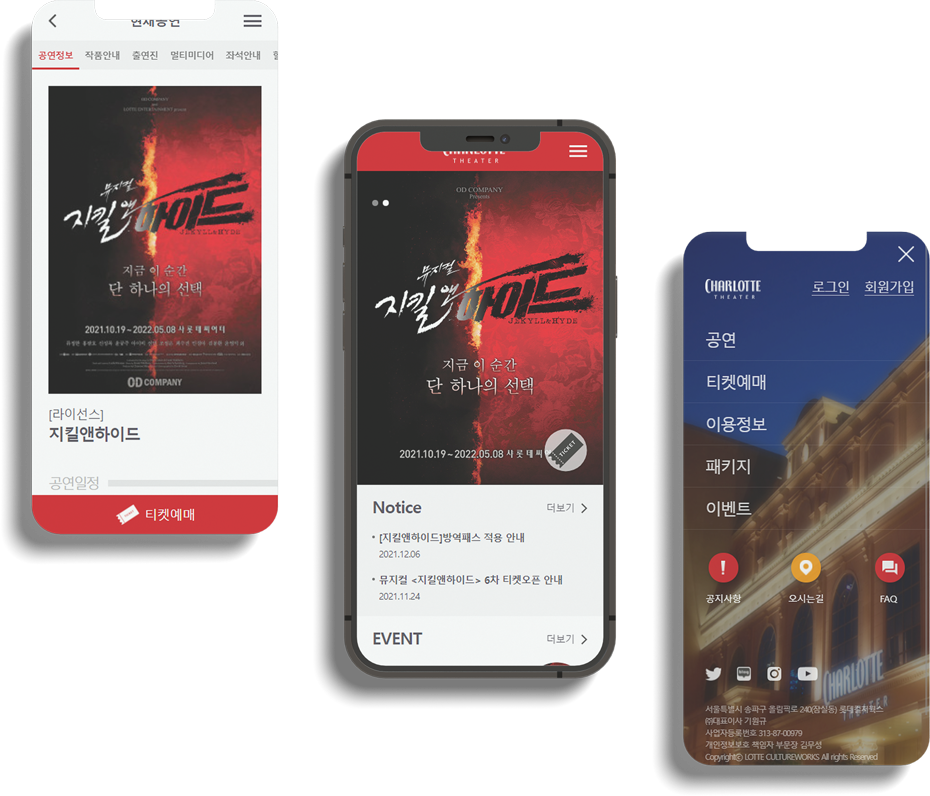 현재공연
공연정보 작품안내 출연진 멀티미디어 좌석안내
OD COMPANY
LOTTE ENTERTAINMENT
뮤지컬
지킬앤하이드
JEKYLL&HYDE
지금 이 순간
단 하나의 선택
2021.10.19~2022.05.08 샤롯데씨어터
OD COMPANY
[라이선스]
지킬앤하이드
공연일정
티켓예매
CHARLOTTE
THEATER
OD COMPANY
Presents
뮤지컬
지킬앤하이드
JEKYLL&HYDE
지금 이 순간
단 하나의 선택
2021.10.19~2022.05.08 샤롯데씨
TICKET
Notice 더보기
[지킬앤하이드]방역패스 적용 안내
2021.12.06
뮤지컬 <지킬앤하이드> 6차 티켓오픈 안내
2021.11.24
EVENT 더보기
CHARLOTTE
THEATER
로그인 회원가입
공연
티켓예매
이용정보
패키지
이벤트
공지사항 오시는길 FAQ
CHARLOTTE
THEATER
서울특별시 송파구 올림픽로 240(잠실동) 롯데컬처웍스
㈜대표이사 기원규
사업자등록번호 313-87-00979
개인정보보호 책임자 부문장 김무성
Copyrightⓒ LOTTE CULTUREWORKS All rights Reserved